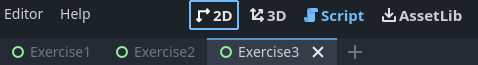 Editor Help 2D 3D Script AssetLib
Exercise1 Exercise2 Exercise3